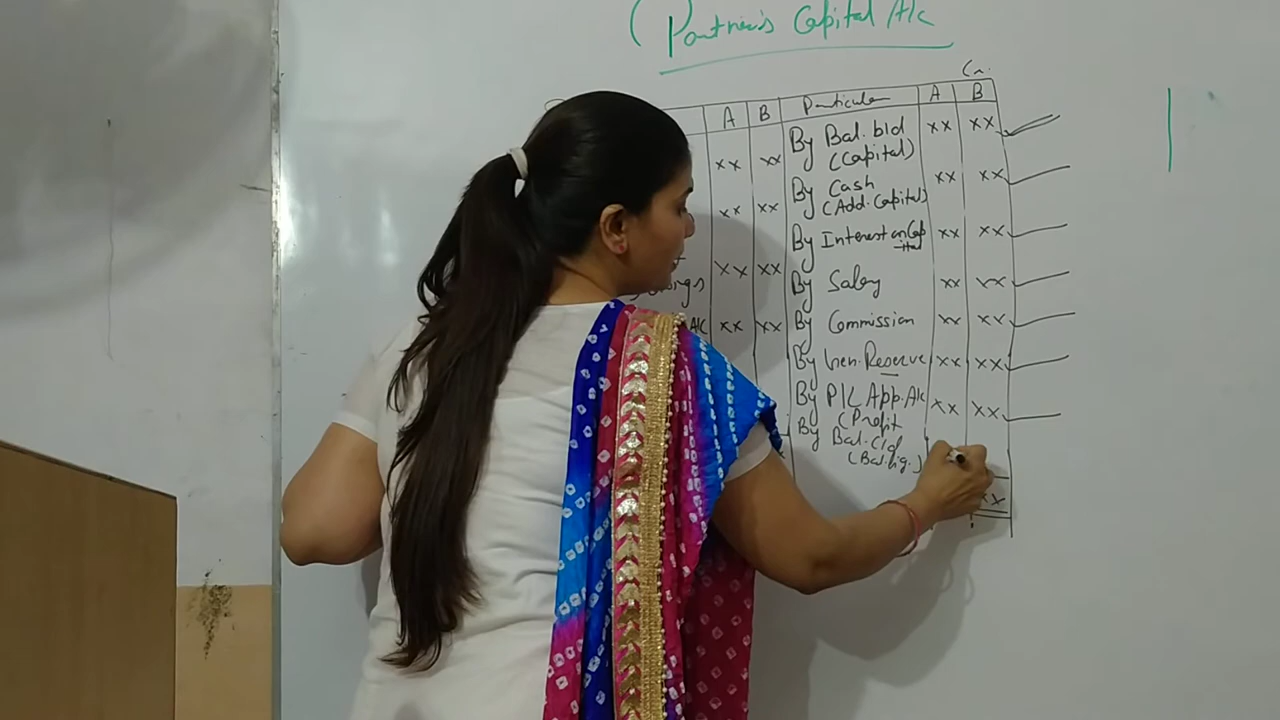 (Partner's Capital A/c
Cr.
A B Particular A B
xx xx By Bal. b/d xx xx
(Capital)
xx xx By Cash xx xx
(Add. Capital)
xx xx By Interest on Capital xx xx
By Salary xx xx
A/c xx xx By Commission xx xx
By Gen. Reserve xx xx
By P/L App. A/c xx xx
(Profit
By Bal. c/d
(Bal. fig.)
xx